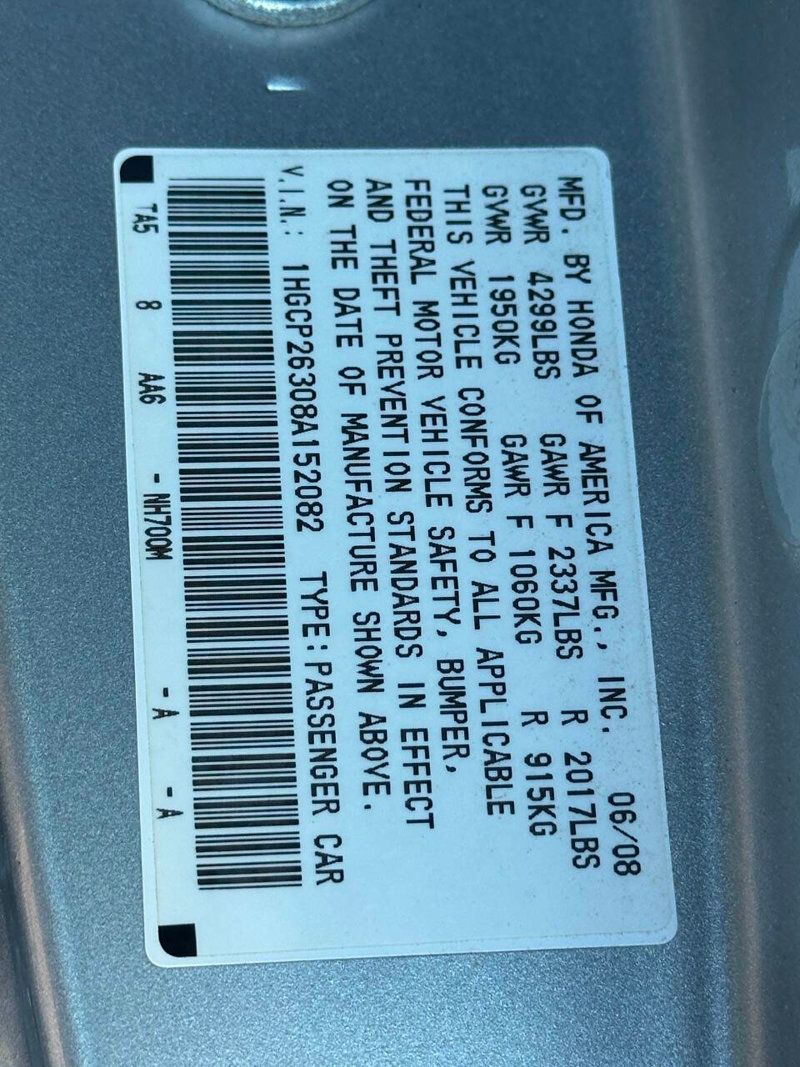 MFD. BY HONDA OF AMERICA MFG., INC. 06/08
GVWR 4299LBS GAWR F 2337LBS R 2017LBS
GVWR 1950KG GAWR F 1060KG R 915KG
THIS VEHICLE CONFORMS TO ALL APPLICABLE
FEDERAL MOTOR VEHICLE SAFETY, BUMPER,
AND THEFT PREVENTION STANDARDS IN EFFECT
ON THE DATE OF MANUFACTURE SHOWN ABOVE.
V.I.N.: 1HGCP26308A152082 TYPE:PASSENGER CAR
TA5 8 AA6 - NH700M - A - A